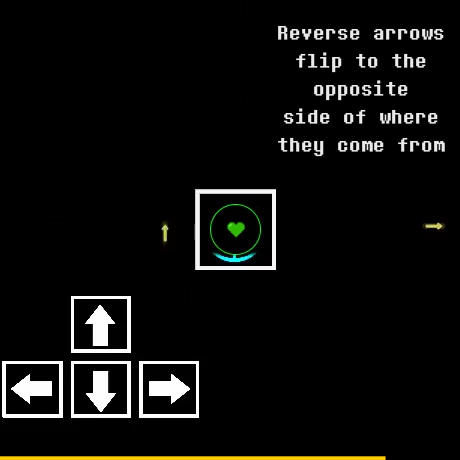 Reverse arrows
flip to the
opposite
side of where
they come from